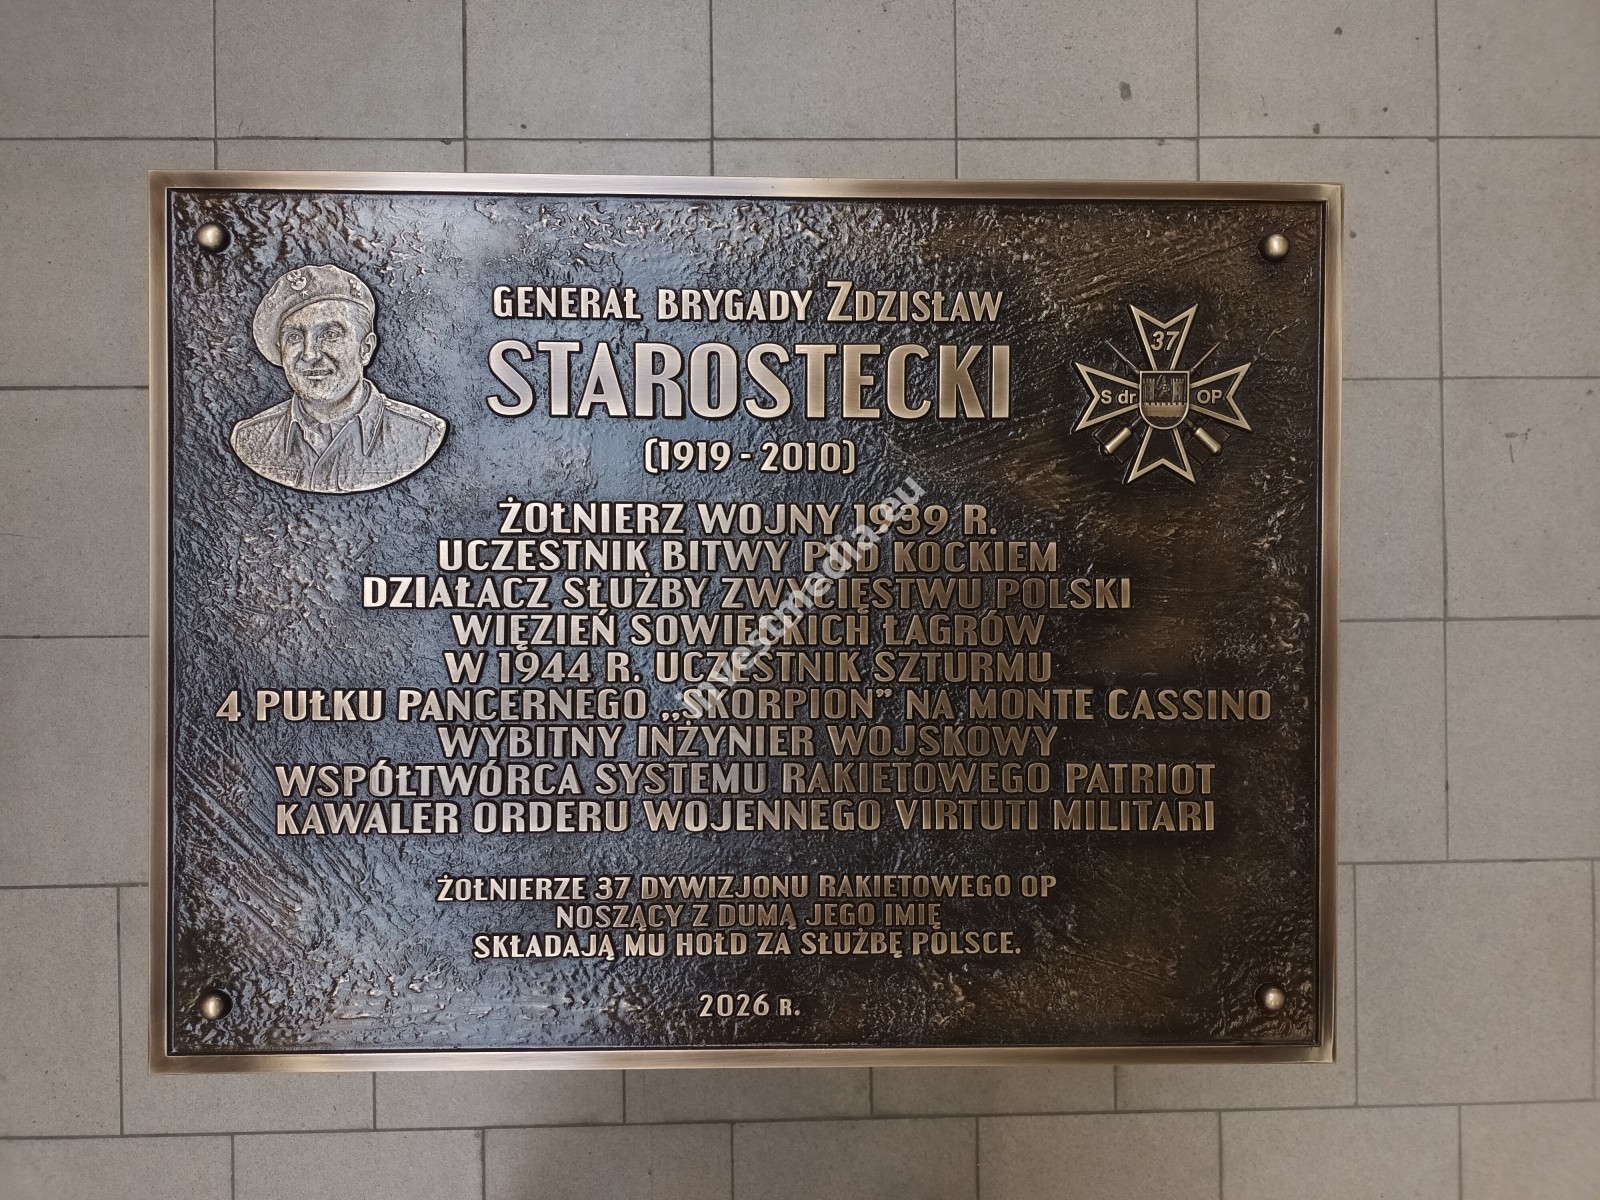 GENERAŁ BRYGADY ZDZISŁAW
STAROSTECKI
(1919 - 2010)
37
S dr OP
ŻOŁNIERZ WOJNY 1939 R.
UCZESTNIK BITWY POD KOCKIEM
DZIAŁACZ SŁUŻBY ZWYCIĘSTWU POLSKI
WIĘZIEŃ SOWIECKICH ŁAGRÓW
W 1944 R. UCZESTNIK SZTURMU
4 PUŁKU PANCERNEGO „SKORPION” NA MONTE CASSINO
WYBITNY INŻYNIER WOJSKOWY
WSPÓŁTWÓRCA SYSTEMU RAKIETOWEGO PATRIOT
KAWALER ORDERU WOJENNEGO VIRTUTI MILITARI
ŻOŁNIERZE 37 DYWIZJONU RAKIETOWEGO OP
NOSZĄCY Z DUMĄ JEGO IMIĘ
SKŁADAJĄ MU HOŁD ZA SŁUŻBĘ POLSCE.
2026 R.
investmedia.eu